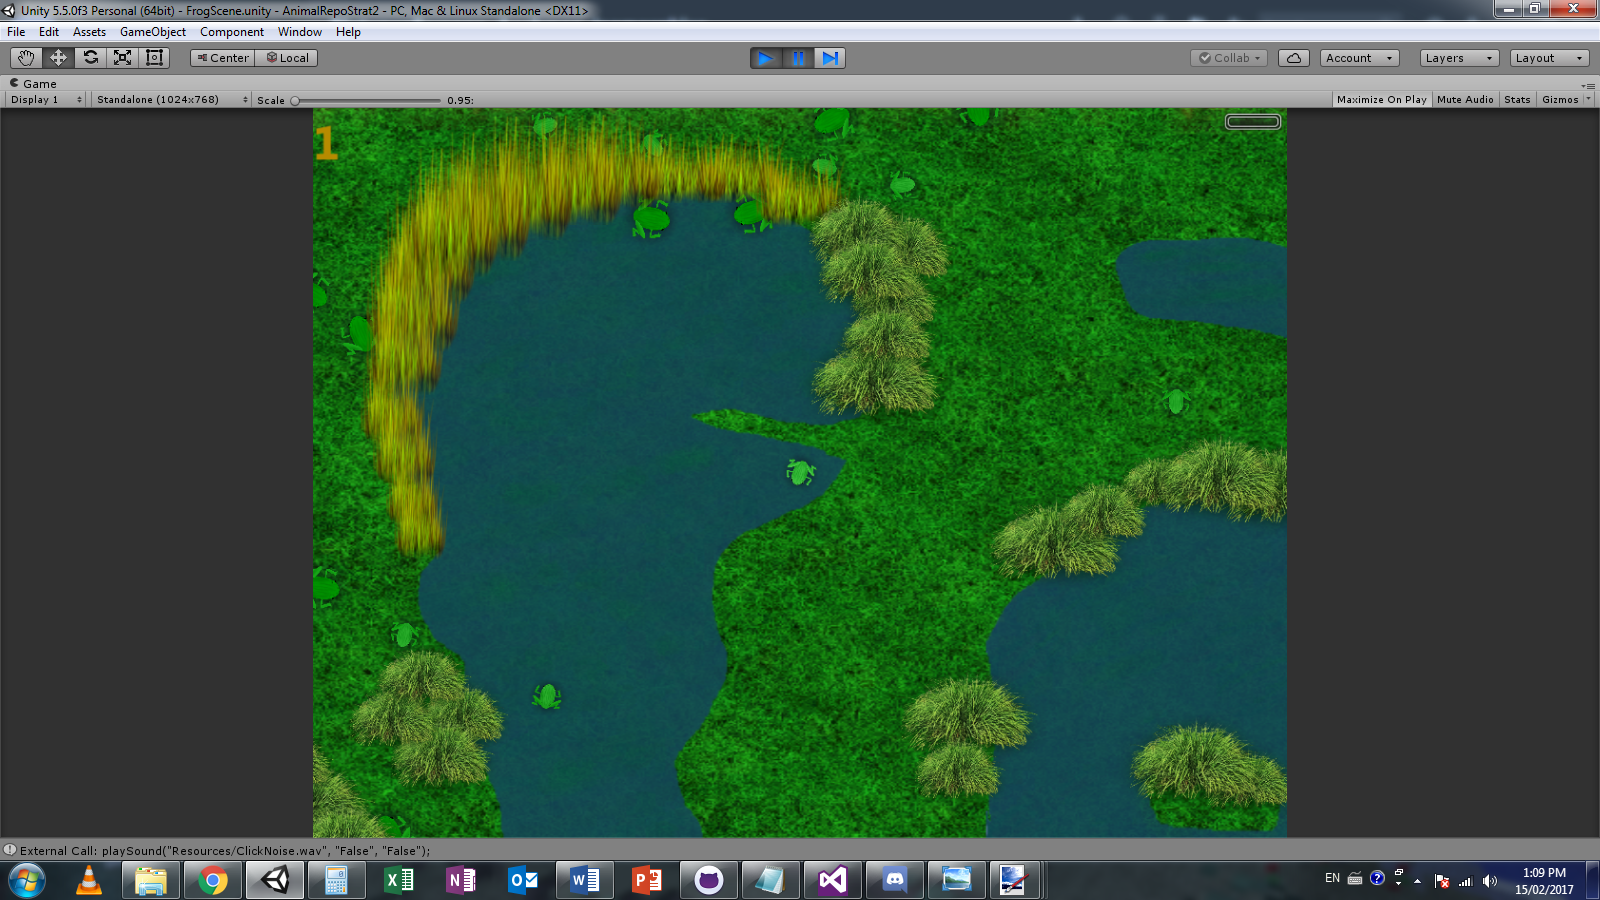 Unity 5.5.0f3 Personal (64bit) - FrogScene.unity - AnimalRepoStrat2 - PC, Mac & Linux Standalone <DX11>
File Edit Assets GameObject Component Window Help
Center Local Collab Account Layers Layout
Game
Display 1 Standalone (1024x768) Scale 0.95: Maximize On Play Mute Audio Stats Gizmos
1
External Call: playSound("Resources/ClickNoise.wav", "False", "False");
EN 1:09 PM
15/02/2017